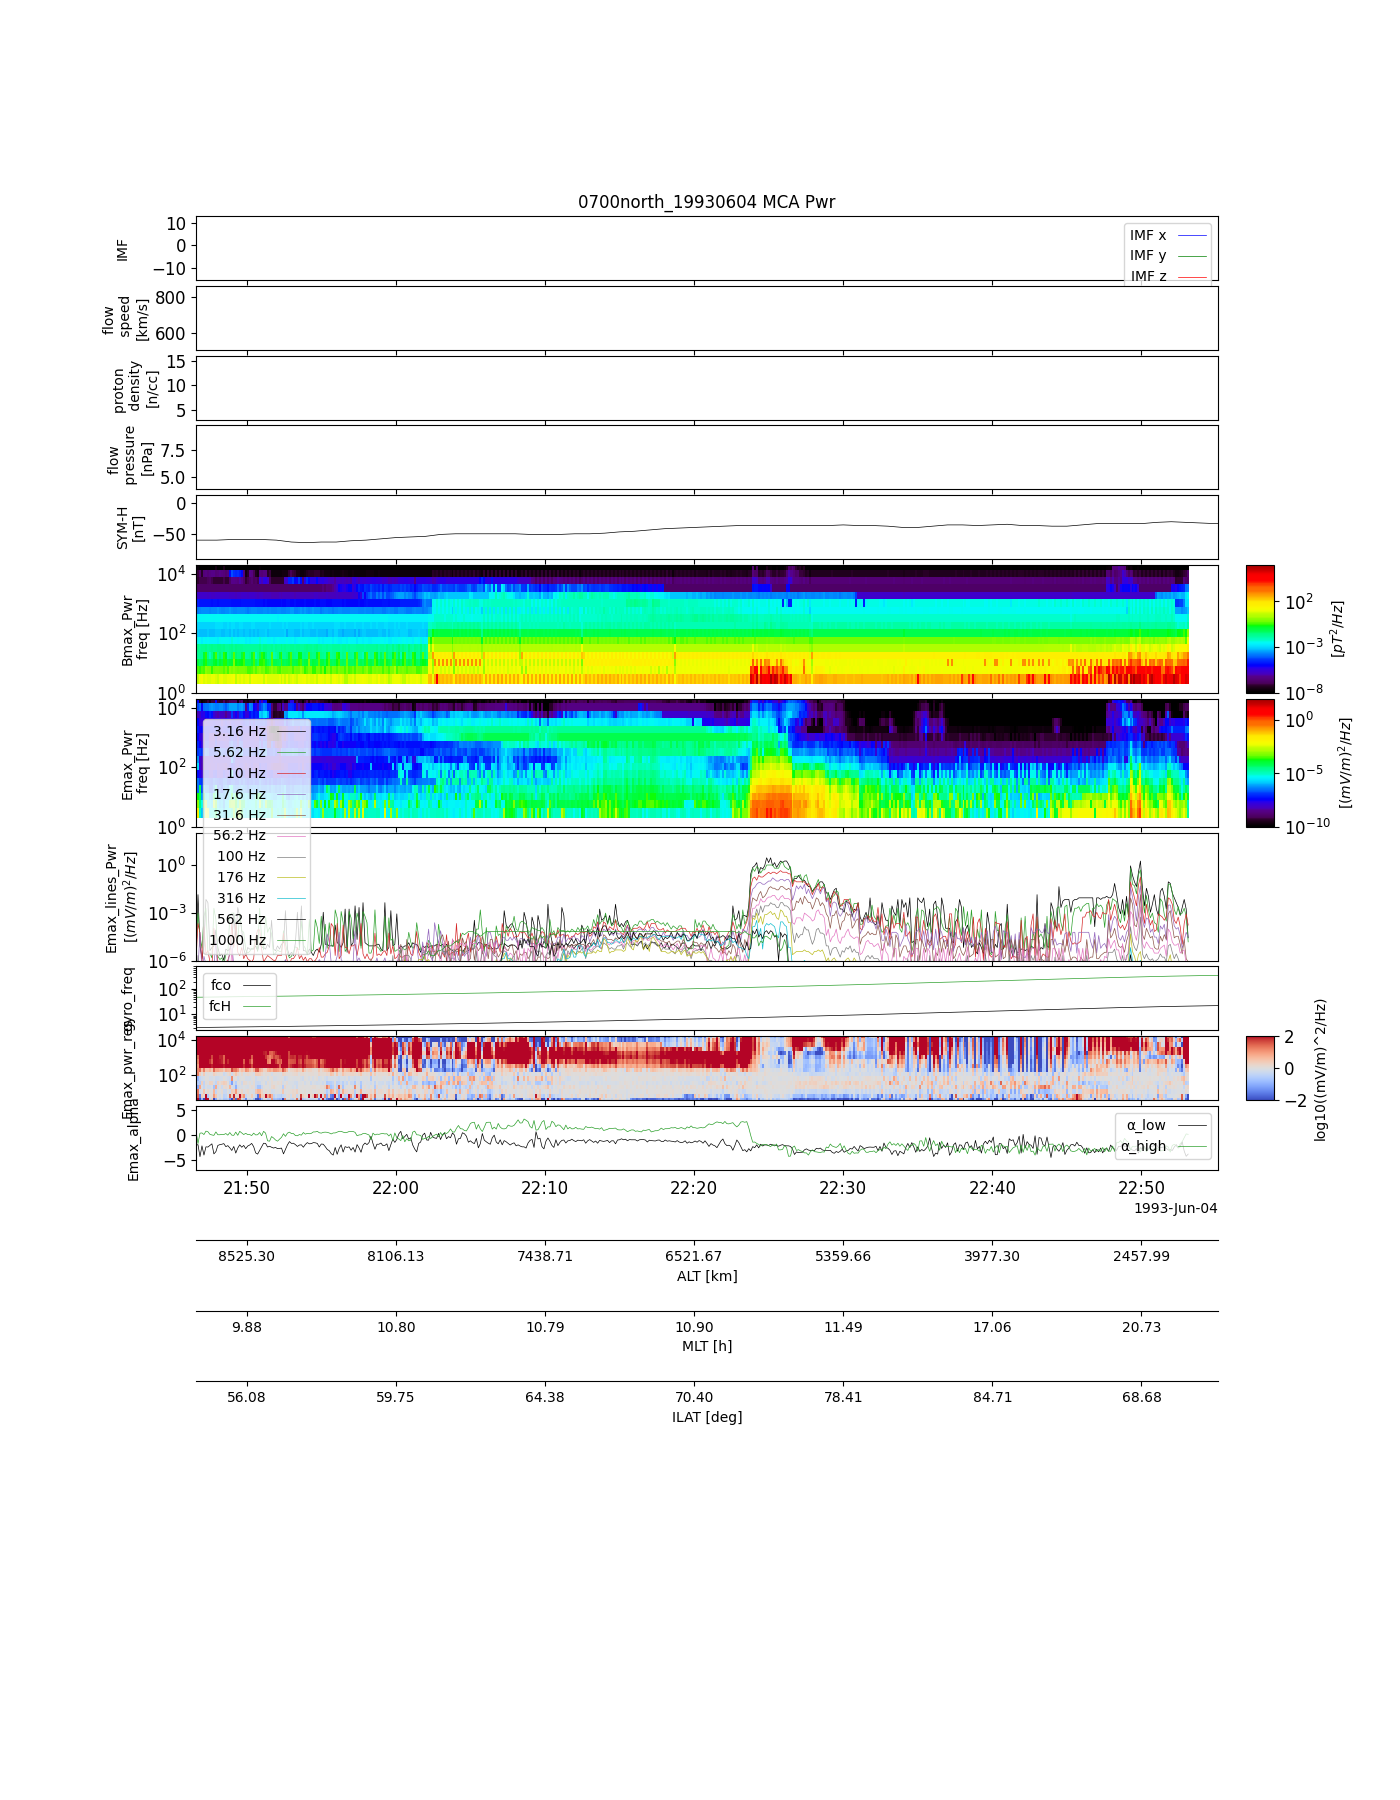 0700north_19930604 MCA Pwr
10
0
−10
IMF
IMF x
IMF y
IMF z
800
600
flow
speed
[km/s]
15
10
5
proton
density
[n/cc]
7.5
5.0
flow
pressure
[nPa]
0
−50
SYM-H
[nT]
10^4
10^2
10^0
Bmax_Pwr
freq [Hz]
10^2
10^−3
10^−8
[pT^2/Hz]
10^4
10^2
10^0
Emax_Pwr
freq [Hz]
10^0
10^−5
10^−10
[(mV/m)^2/Hz]
3.16 Hz
5.62 Hz
10 Hz
17.6 Hz
31.6 Hz
56.2 Hz
100 Hz
176 Hz
316 Hz
562 Hz
1000 Hz
10^0
10^−3
10^−6
Emax_lines_Pwr
[(mV/m)^2/Hz]
10^2
10^1
gyro_freq
fco
fcH
10^4
10^2
Emax_pwr_reg
2
0
−2
log10((mV/m)^2/Hz)
5
0
−5
Emax_alpha
α_low
α_high
21:50 22:00 22:10 22:20 22:30 22:40 22:50
1993-Jun-04
8525.30 8106.13 7438.71 6521.67 5359.66 3977.30 2457.99
ALT [km]
9.88 10.80 10.79 10.90 11.49 17.06 20.73
MLT [h]
56.08 59.75 64.38 70.40 78.41 84.71 68.68
ILAT [deg]